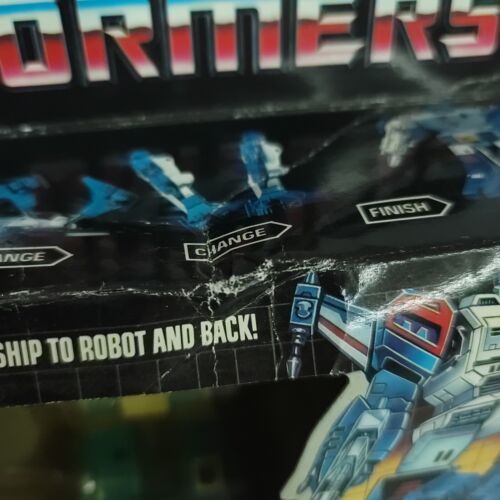 ORMERS
ANGE
CHANGE
FINISH
SHIP TO ROBOT AND BACK!